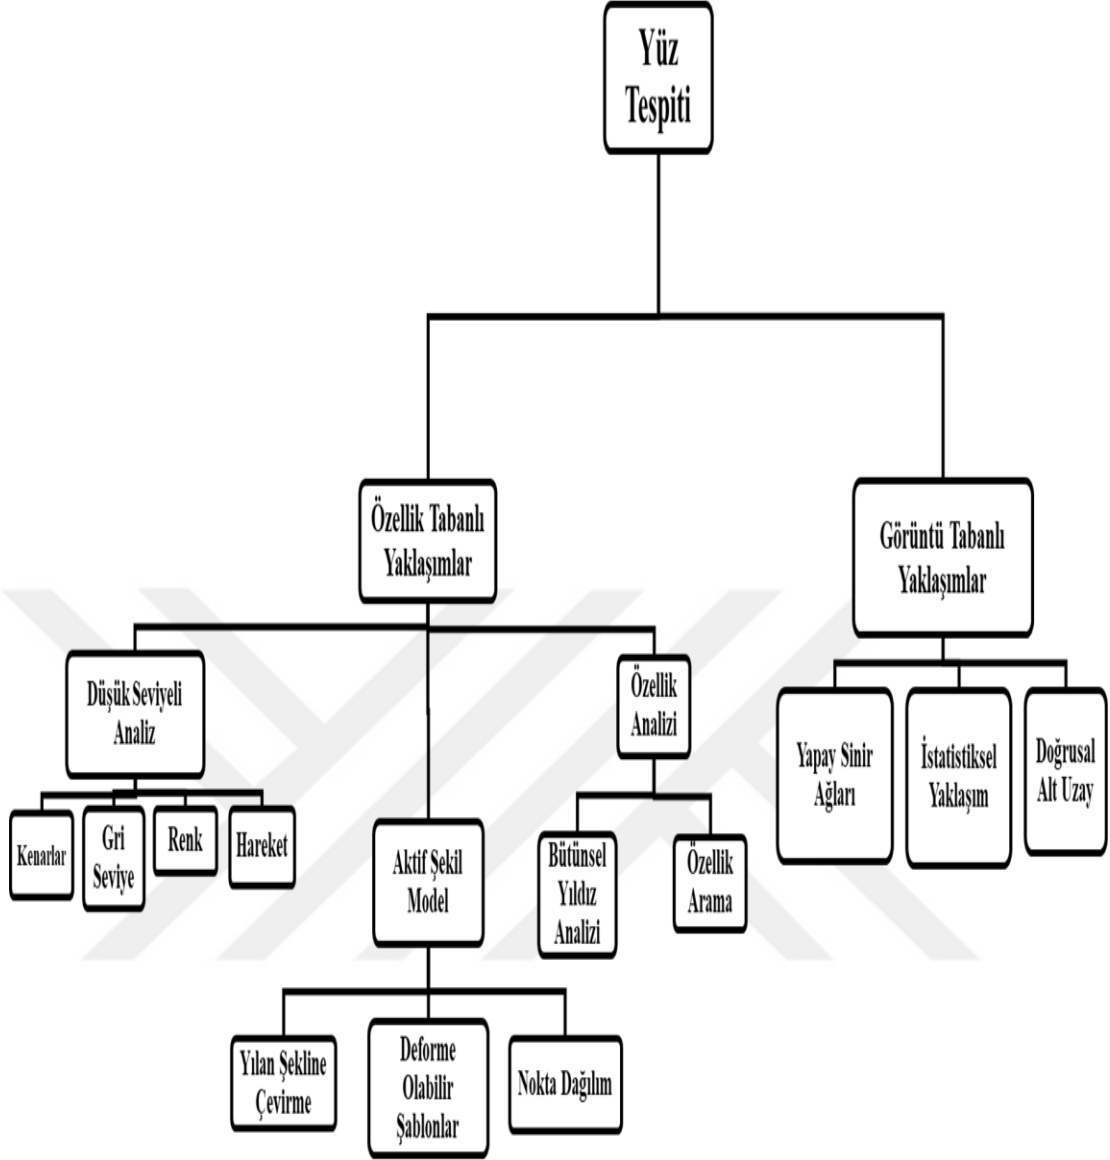 Yüz
Tespiti
Özellik Tabanlı
Yaklaşımlar
Görüntü Tabanlı
Yaklaşımlar
Düşük Seviyeli
Analiz
Özellik
Analizi
Yapay Sinir
Ağları
İstatistiksel
Yaklaşım
Doğrusal
Alt Uzay
Kenarlar
Gri
Seviye
Renk
Hareket
Aktif Şekil
Model
Bütünsel
Yıldız
Analizi
Özellik
Arama
Yılan Şekline
Çevirme
Deforme
Olabilir
Şablonlar
Nokta Dağılım